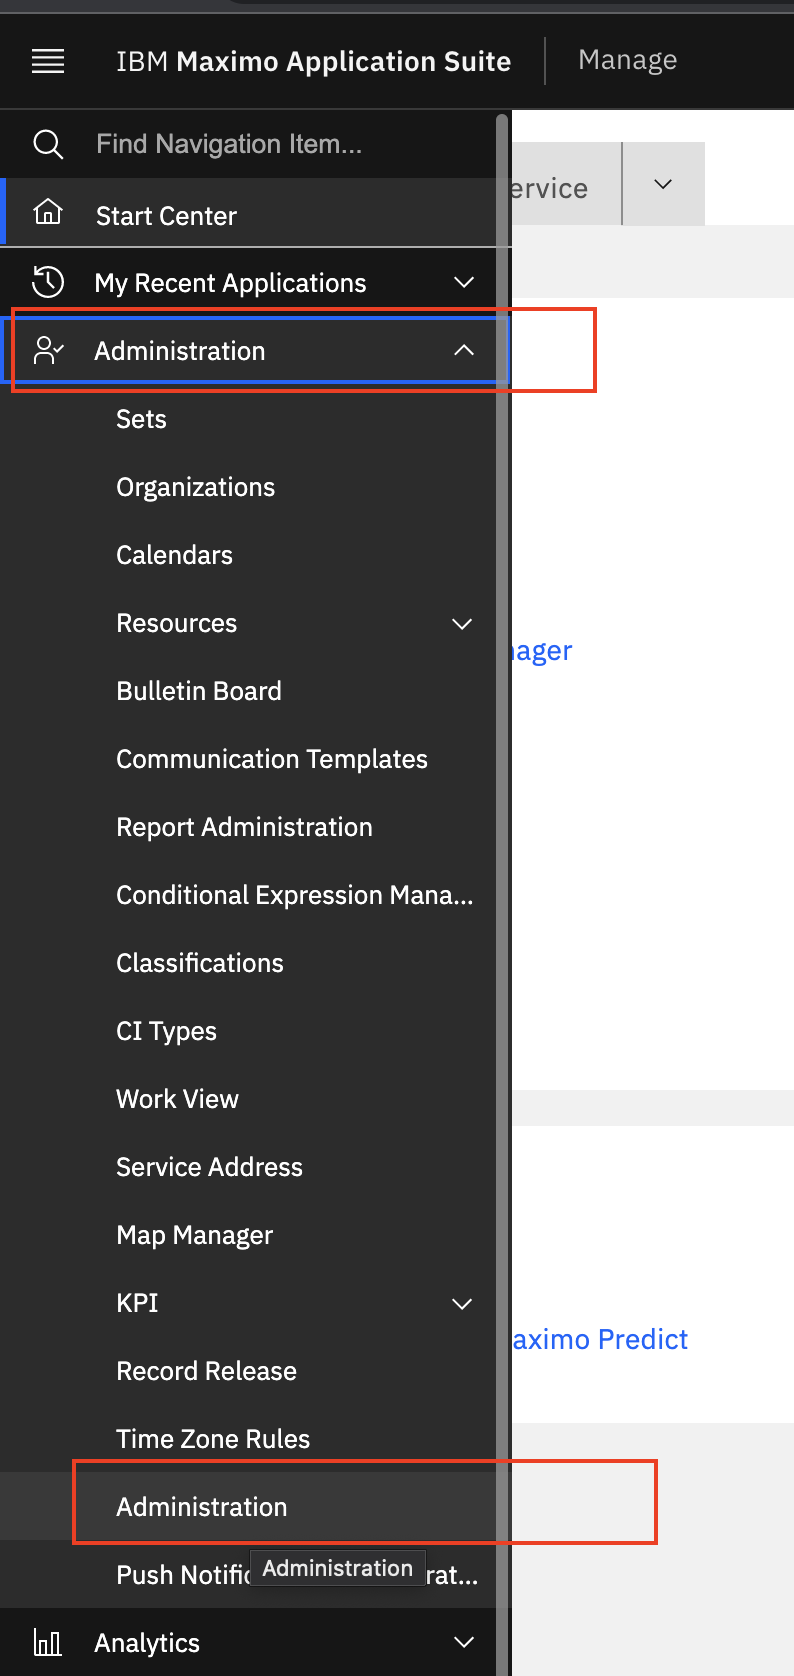 IBM Maximo Application Suite
Manage
Find Navigation Item...
ervice
Start Center
My Recent Applications
Administration
Sets
Organizations
Calendars
Resources
nager
Bulletin Board
Communication Templates
Report Administration
Conditional Expression Mana...
Classifications
CI Types
Work View
Service Address
Map Manager
KPI
aximo Predict
Record Release
Time Zone Rules
Administration
Push Notific
rat...
Administration
Analytics